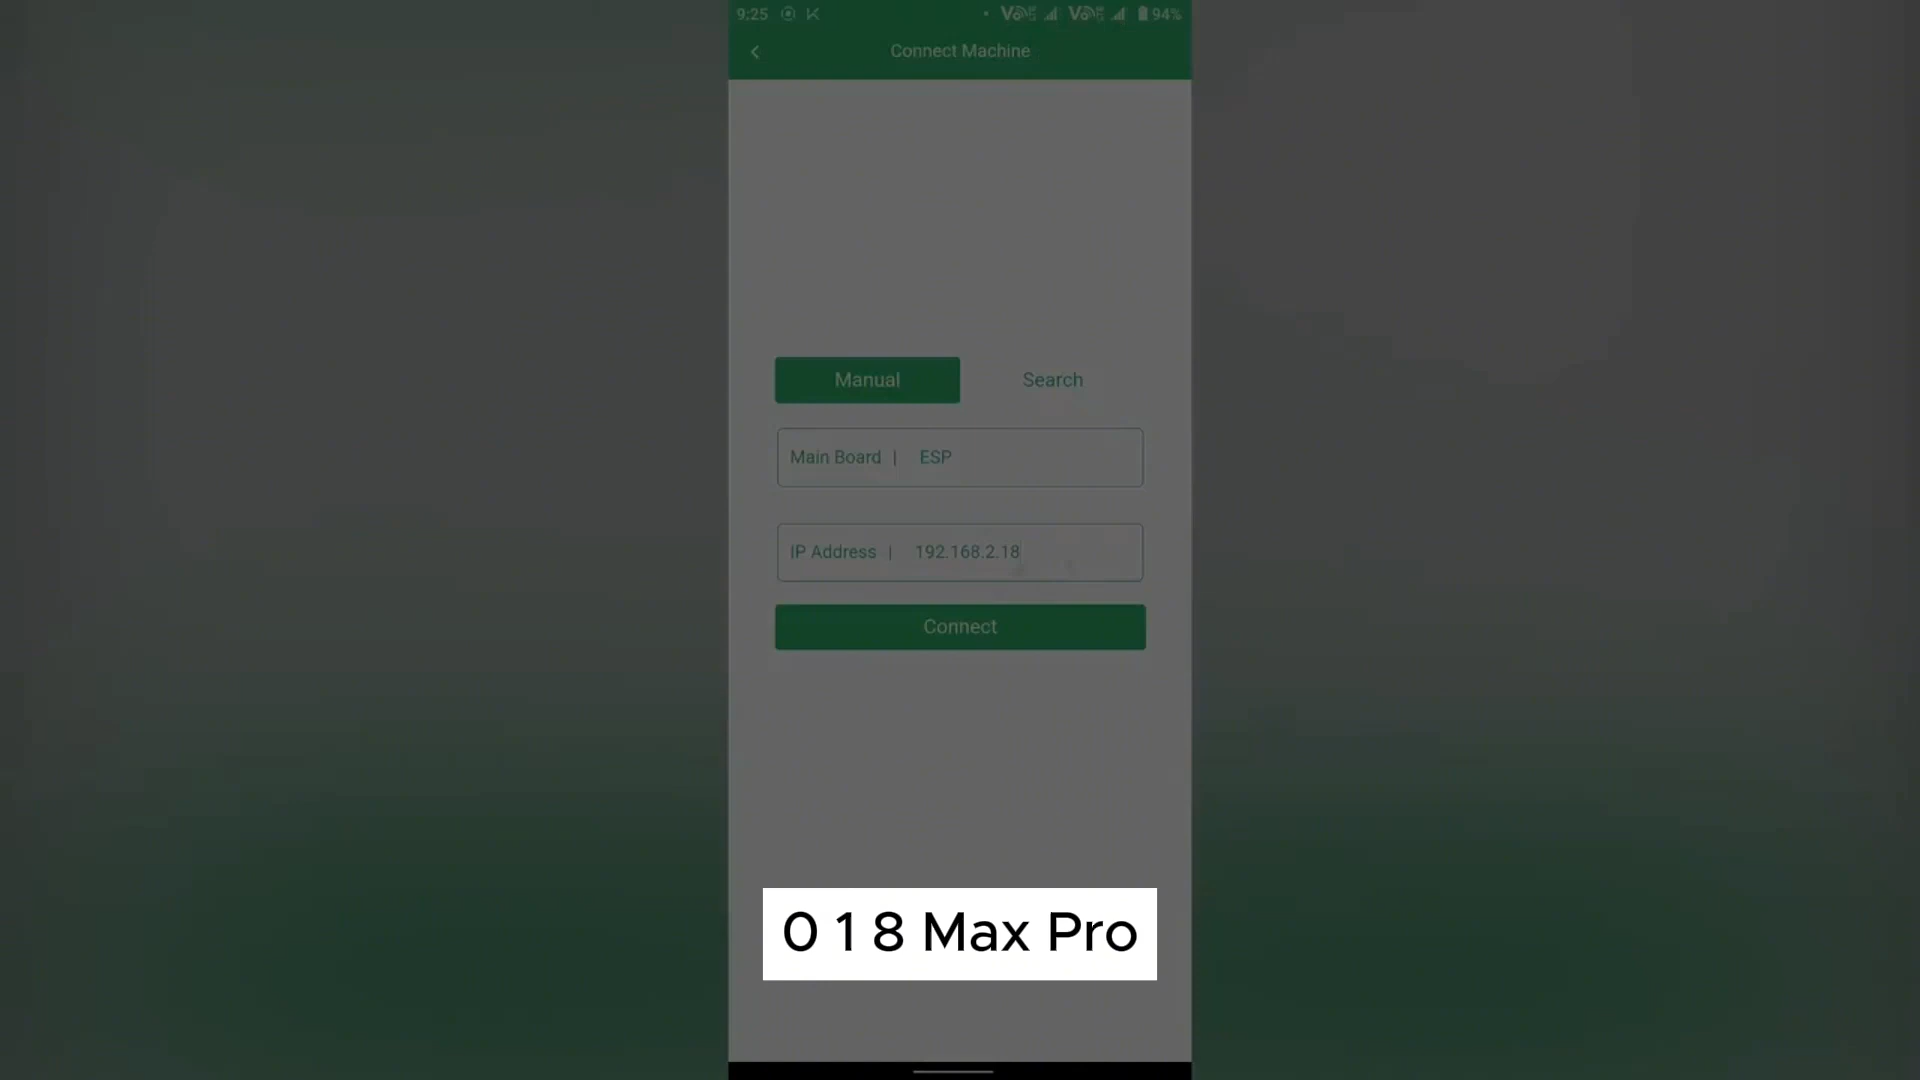 9:25 94%
Connect Machine
Manual Search
Main Board | ESP
IP Address | 192.168.2.18
Connect
0 1 8 Max Pro